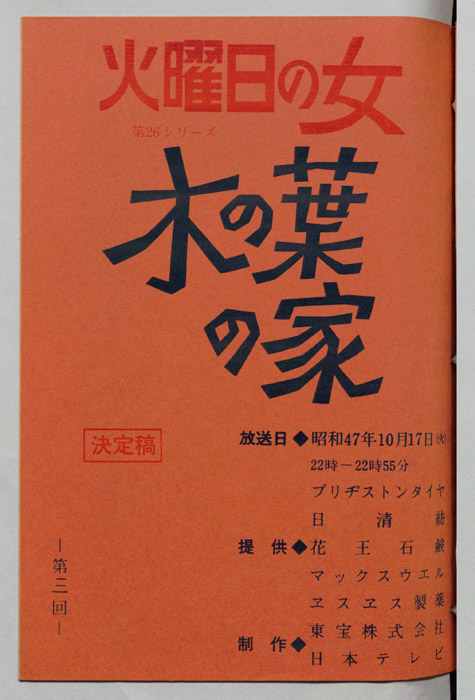 火曜日の女
第26シリーズ
木の葉
の家
決定稿
放送日◆昭和47年10月17日(火)
22時－22時55分
ブリヂストンタイヤ
日清紡
提供◆花王石鹸
マックスウエル
ヱスヱス製薬
制作◆東宝株式会社
日本テレビ
－第三回－